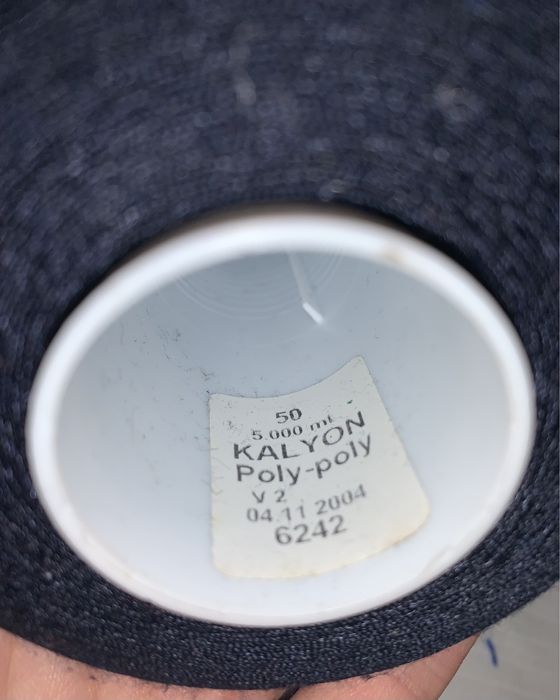 50
5.000 mt
KALYON
Poly-poly
V 2
04.11 2004
6242